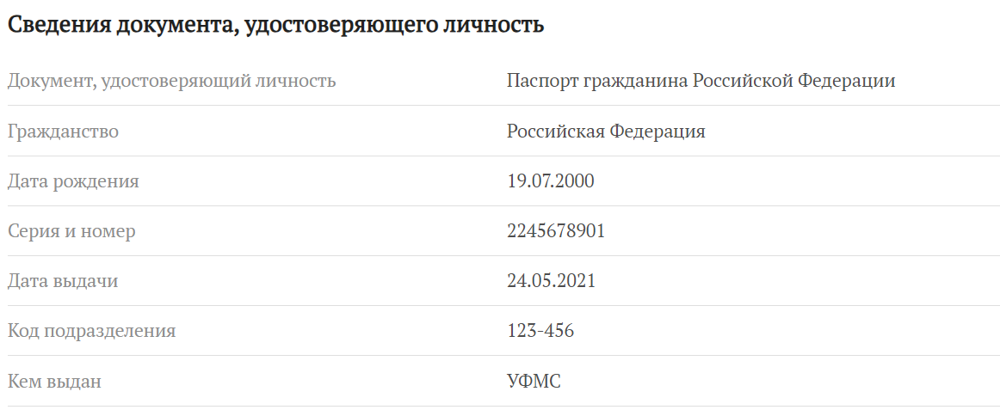 Сведения документа, удостоверяющего личность
Документ, удостоверяющий личность Паспорт гражданина Российской Федерации
Гражданство Российская Федерация
Дата рождения 19.07.2000
Серия и номер 2245678901
Дата выдачи 24.05.2021
Код подразделения 123-456
Кем выдан УФМС